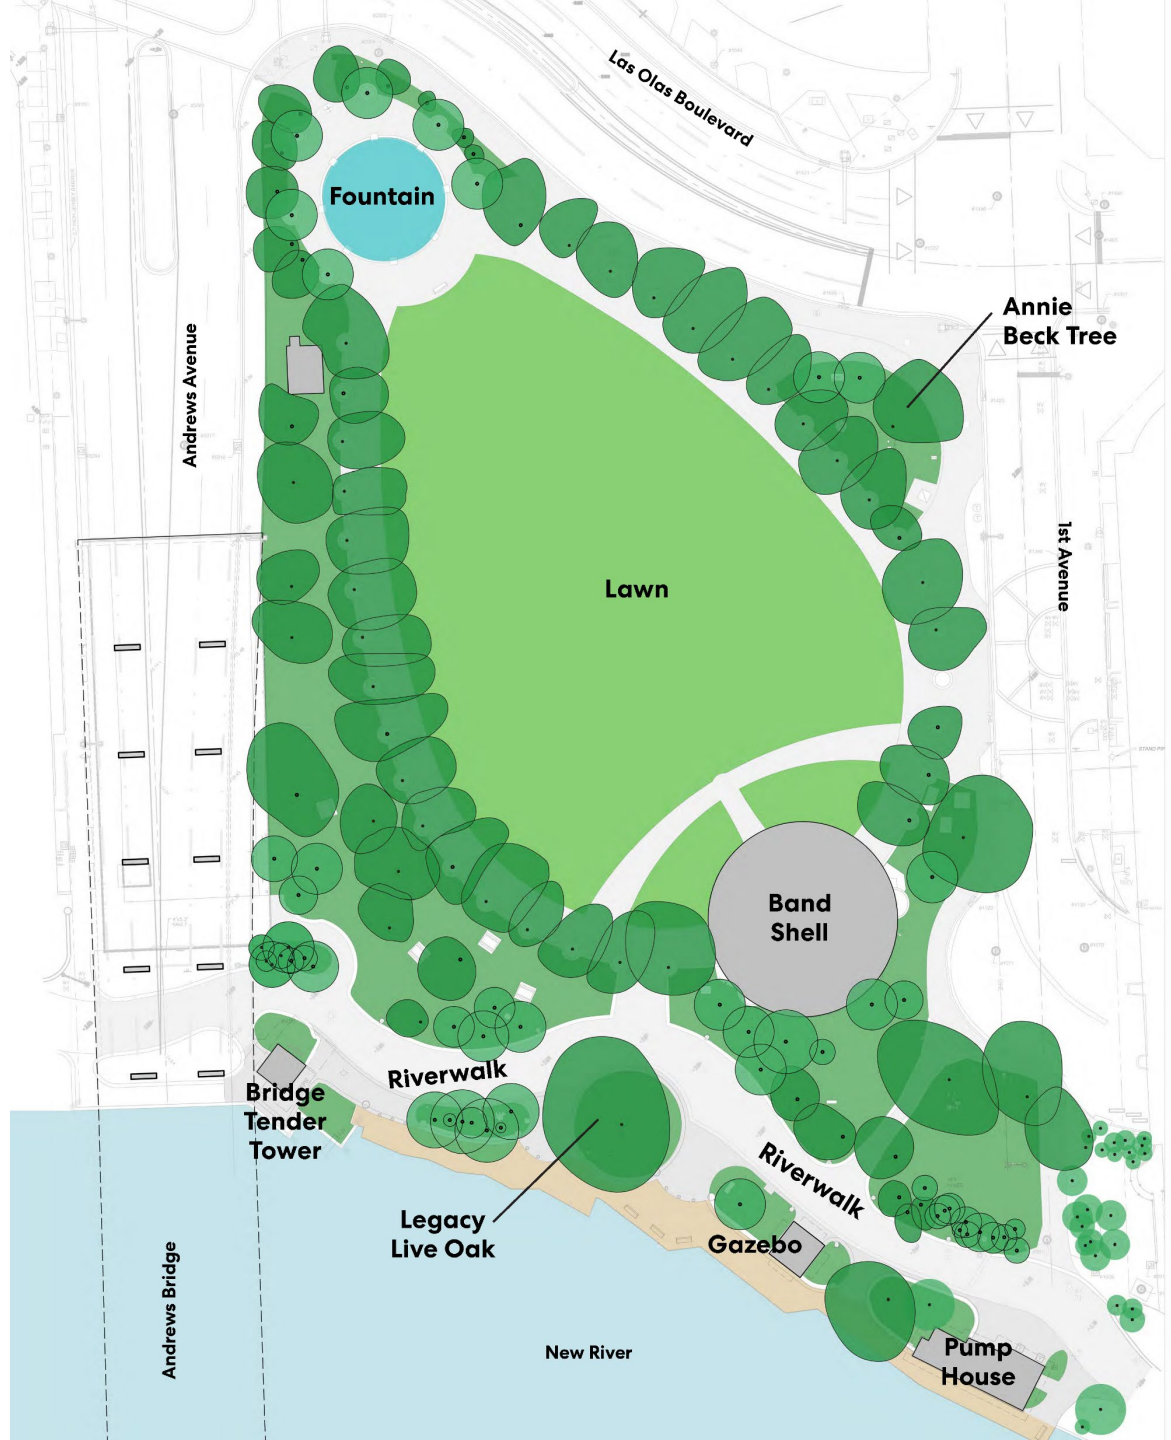 Las Olas Boulevard
Fountain
Annie
Beck Tree
Andrews Avenue
1st Avenue
Lawn
Band
Shell
Riverwalk
Bridge
Tender
Tower
Riverwalk
Legacy
Live Oak
Gazebo
Andrews Bridge
New River
Pump
House